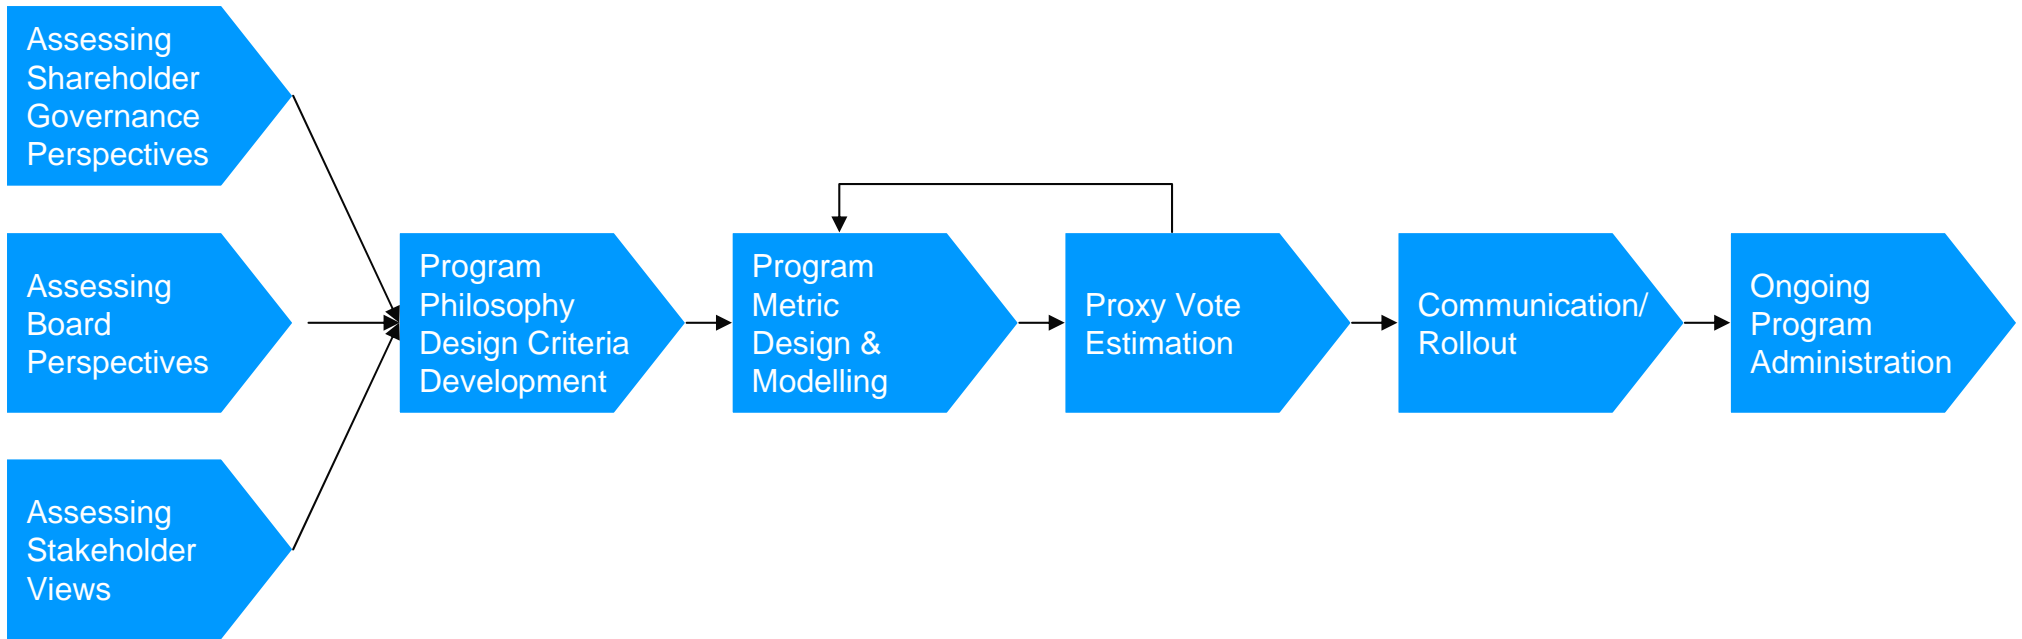 Assessing
Shareholder
Governance
Perspectives
Assessing
Board
Perspectives
Assessing
Stakeholder
Views
Program
Philosophy
Design Criteria
Development
Program
Metric
Design &
Modelling
Proxy Vote
Estimation
Communication/
Rollout
Ongoing
Program
Administration